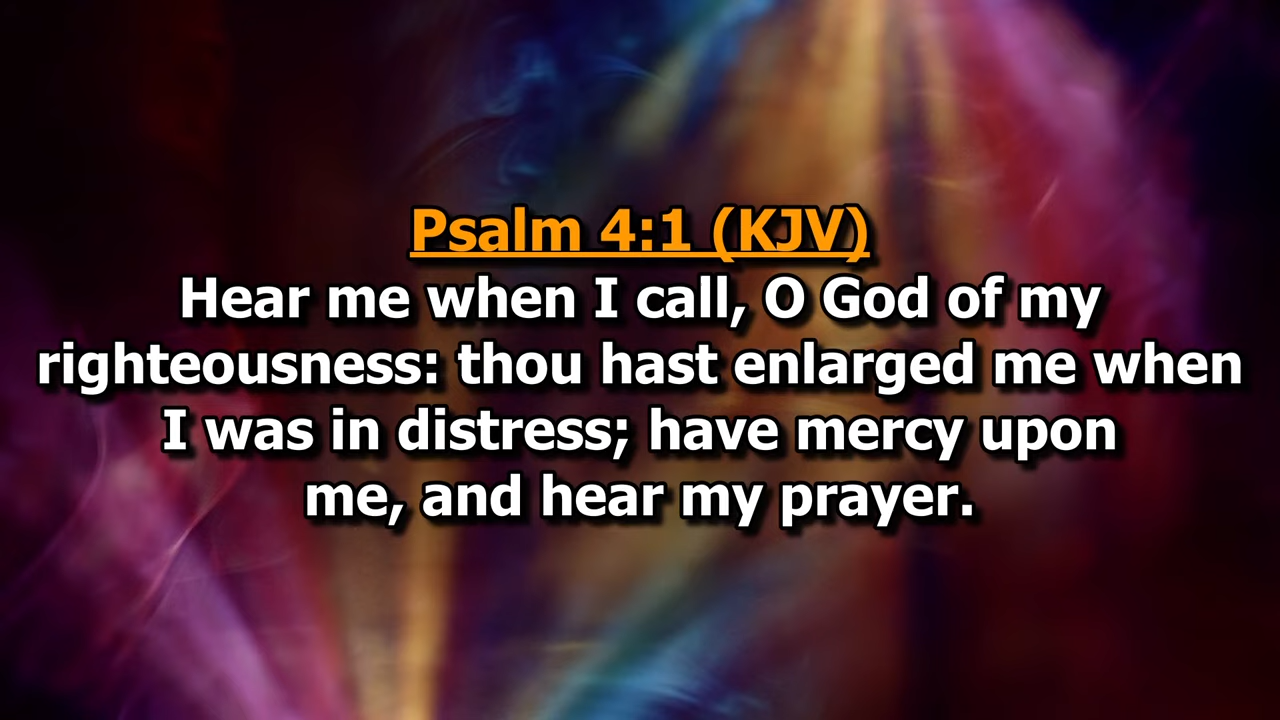 Psalm 4:1 (KJV)
Hear me when I call, O God of my
righteousness: thou hast enlarged me when
I was in distress; have mercy upon
me, and hear my prayer.